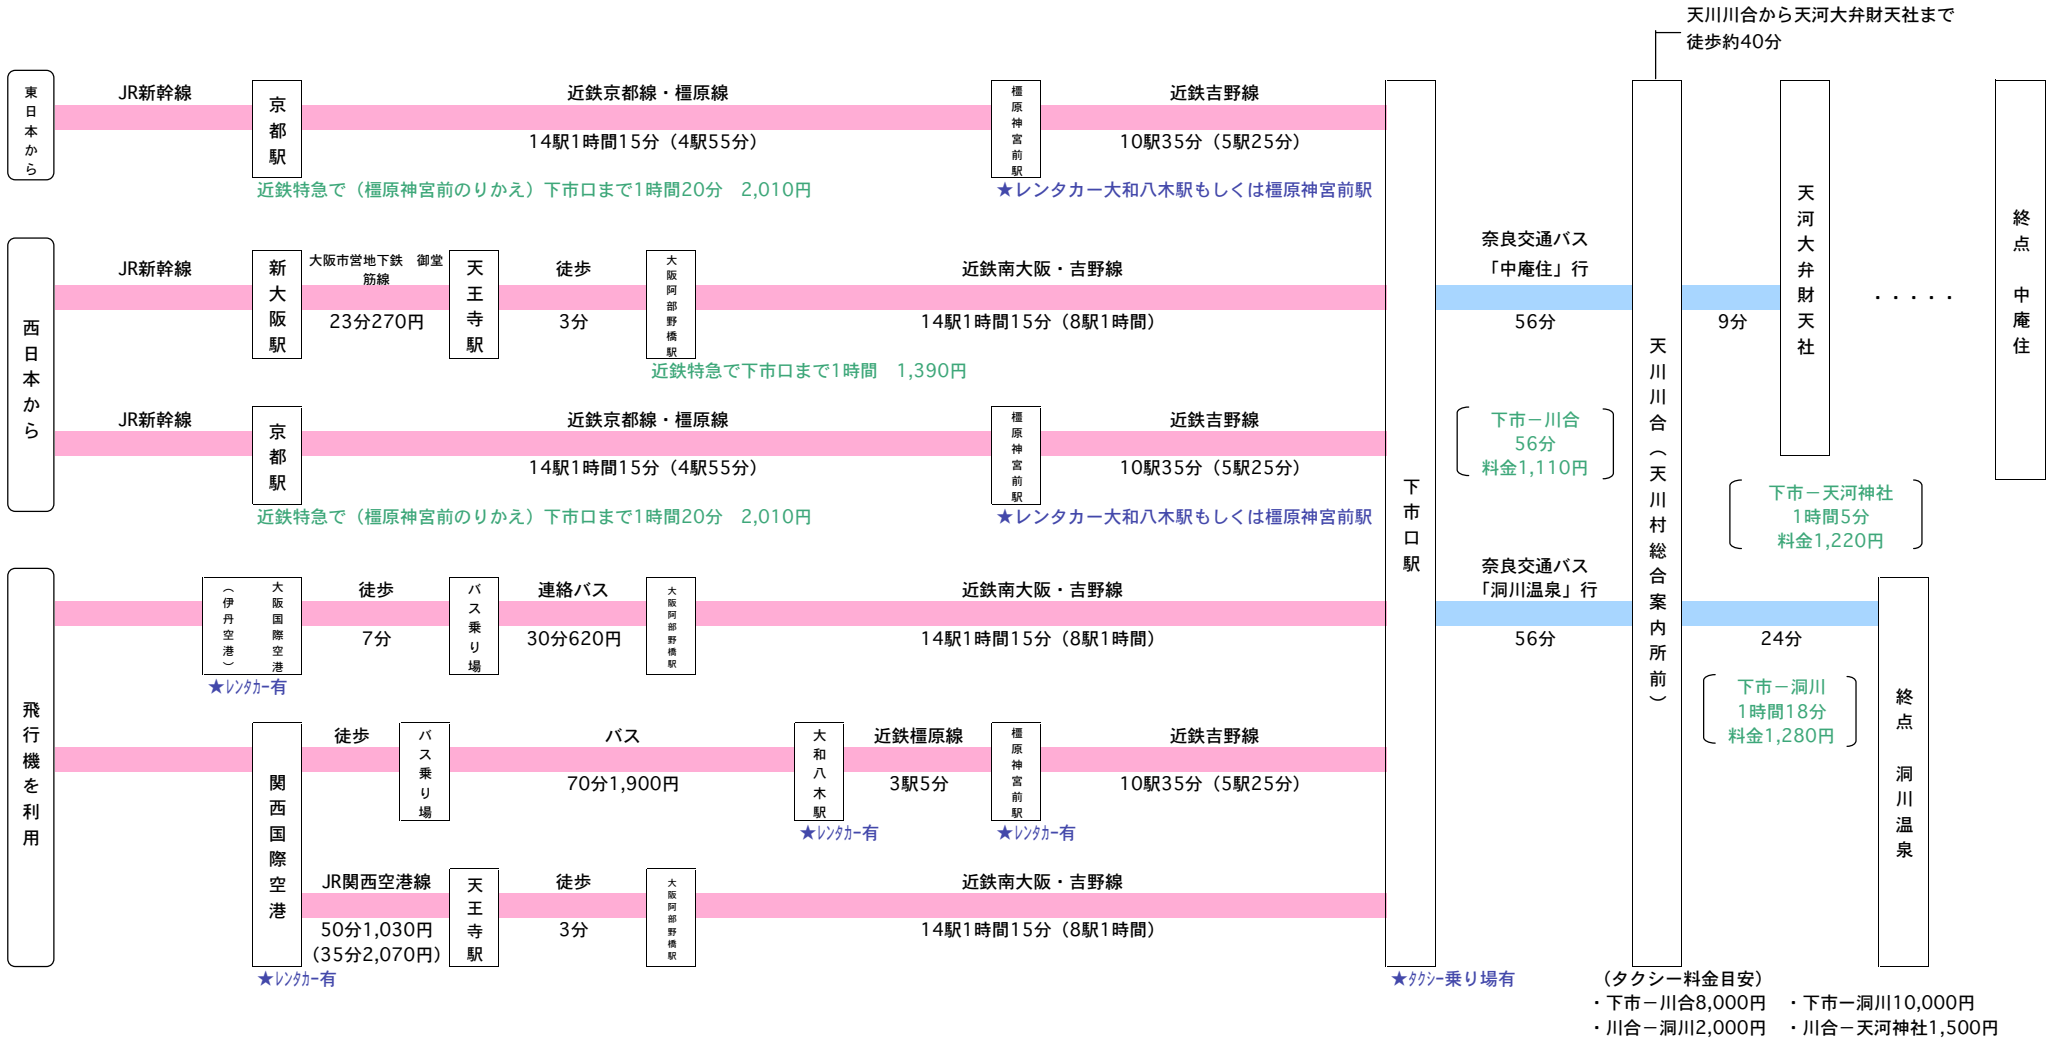 天川川合から天河大弁財天社まで
徒歩約40分
東日本から
JR新幹線
京都駅
近鉄京都線・橿原線
14駅1時間15分（4駅55分）
橿原神宮前駅
近鉄吉野線
10駅35分（5駅25分）
近鉄特急で（橿原神宮前のりかえ）下市口まで1時間20分　2,010円
★レンタカー大和八木駅もしくは橿原神宮前駅
西日本から
JR新幹線
新大阪駅
大阪市営地下鉄　御堂
筋線
23分270円
天王寺駅
徒歩
3分
大阪阿部野橋駅
近鉄南大阪・吉野線
14駅1時間15分（8駅1時間）
近鉄特急で下市口まで1時間　1,390円
JR新幹線
京都駅
近鉄京都線・橿原線
14駅1時間15分（4駅55分）
橿原神宮前駅
近鉄吉野線
10駅35分（5駅25分）
近鉄特急で（橿原神宮前のりかえ）下市口まで1時間20分　2,010円
★レンタカー大和八木駅もしくは橿原神宮前駅
飛行機を利用
大阪国際空港
（伊丹空港）
★ﾚﾝﾀｶｰ有
徒歩
7分
バス乗り場
連絡バス
30分620円
大阪阿部野橋駅
近鉄南大阪・吉野線
14駅1時間15分（8駅1時間）
関西国際空港
★ﾚﾝﾀｶｰ有
徒歩
バス乗り場
バス
70分1,900円
大和八木駅
★ﾚﾝﾀｶｰ有
近鉄橿原線
3駅5分
橿原神宮前駅
★ﾚﾝﾀｶｰ有
近鉄吉野線
10駅35分（5駅25分）
JR関西空港線
50分1,030円
（35分2,070円）
天王寺駅
徒歩
3分
大阪阿部野橋駅
近鉄南大阪・吉野線
14駅1時間15分（8駅1時間）
下市口駅
★ﾀｸｼｰ乗り場有
奈良交通バス
「中庵住」行
56分
下市－川合
56分
料金1,110円
奈良交通バス
「洞川温泉」行
56分
天川川合（天川村総合案内所前）
9分
天河大弁財天社
・・・・・
終点　中庵住
下市－天河神社
1時間5分
料金1,220円
24分
下市－洞川
1時間18分
料金1,280円
終点　洞川温泉
（タクシー料金目安）
・下市－川合8,000円　・下市ー洞川10,000円
・川合－洞川2,000円　・川合－天河神社1,500円